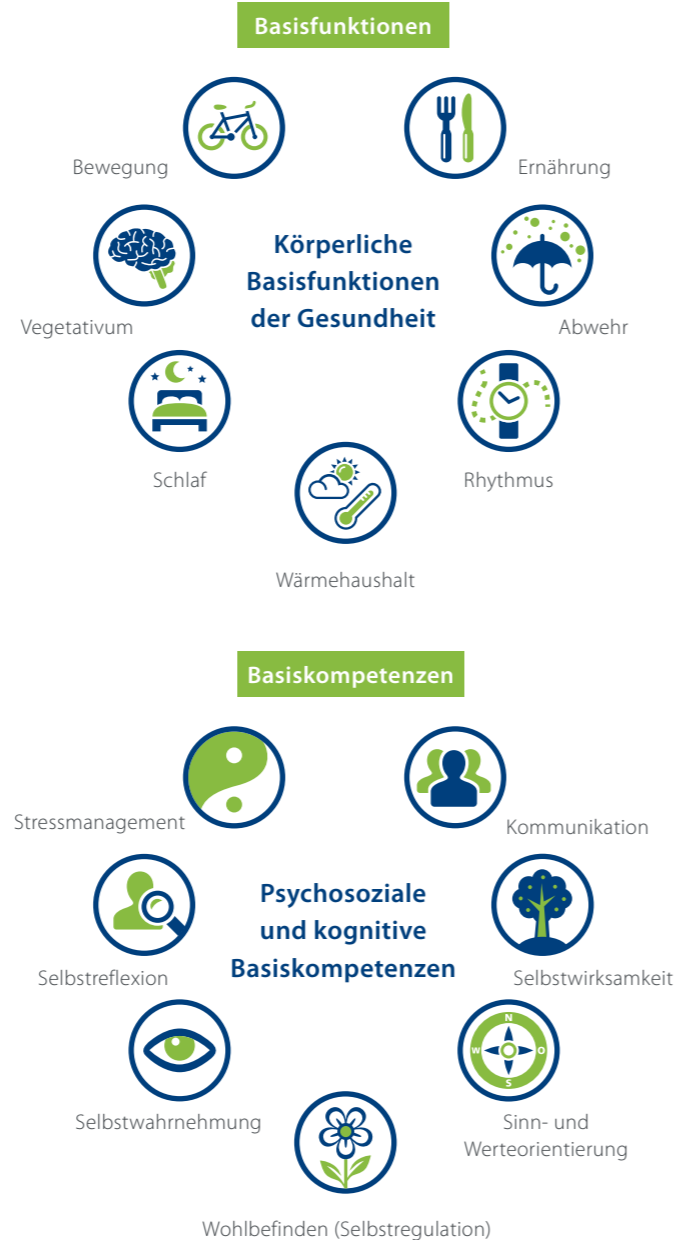 Basisfunktionen
Bewegung
Ernährung
Körperliche
Basisfunktionen
der Gesundheit
Vegetativum
Abwehr
Schlaf
Rhythmus
Wärmehaushalt
Basiskompetenzen
Stressmanagement
Kommunikation
Psychosoziale
und kognitive
Basiskompetenzen
Selbstreflexion
Selbstwirksamkeit
N
W
O
S
Selbstwahrnehmung
Sinn- und
Werteorientierung
Wohlbefinden (Selbstregulation)